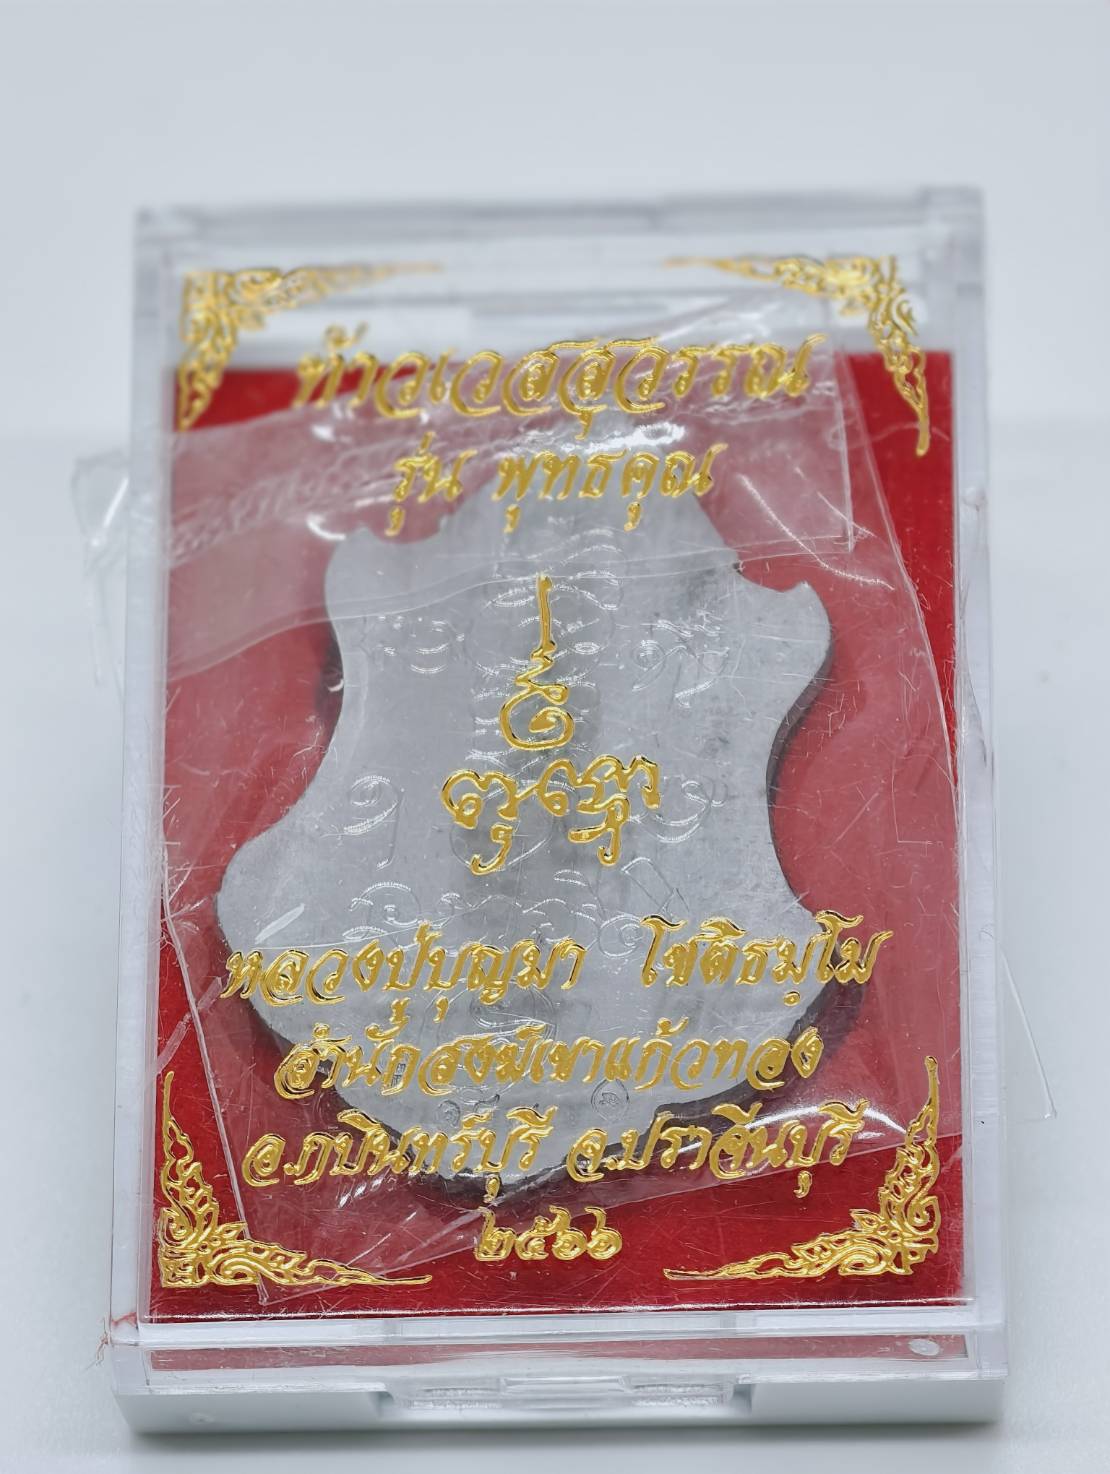 ท้าวเวสสุวรรณ
รุ่น พุทธคุณ
หลวงปู่บุญมา โชติธมฺโม
สำนักสงฆ์เขาแก้วทอง
อ.กบินทร์บุรี จ.ปราจีนบุรี
๒๕๖๖